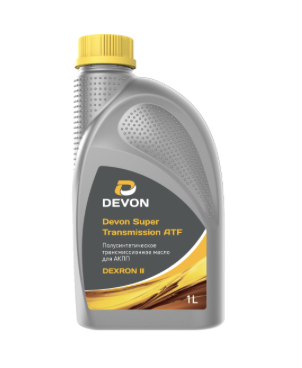 DEVON
Devon Super
Transmission ATF
Полусинтетическое
трансмиссионное масло
для АКПП
DEXRON II
1L